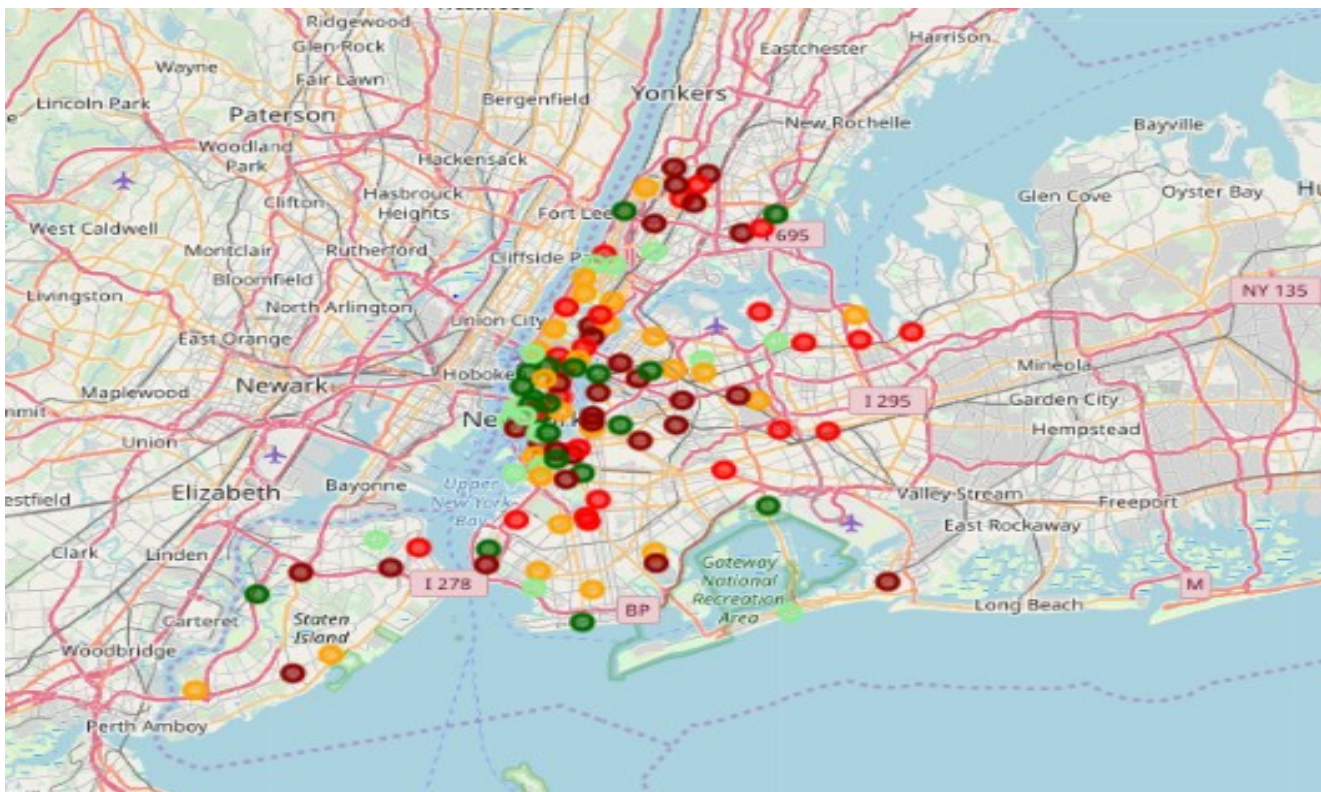 Ridgewood
Glen Rock
Eastchester
Harrison
Wayne
Fair Lawn
Lincoln Park
Bergenfield
Yonkers
Paterson
New Rochelle
Bayville
Woodland
Park
Hackensack
Hasbrouck
Heights
Glen Cove
Oyster Bay
Clifton
Fort Lee
West Caldwell
I 695
Montclair
Rutherford
Cliffside
Bloomfield
NY 135
Livingston
North Arlington
Union City
East Orange
Mineola
Hoboke
Newark
Maplewood
Garden City
I 295
Ne
Hempstead
Union
Elizabeth
Bayonne
Upper
New York
Bay
Valley Stream
Freeport
East Rockaway
Clark
Linden
Gateway
National
Recreation
Area
I 278
M
BP
Long Beach
Carteret
Staten
Island
Woodbridge
Perth Amboy